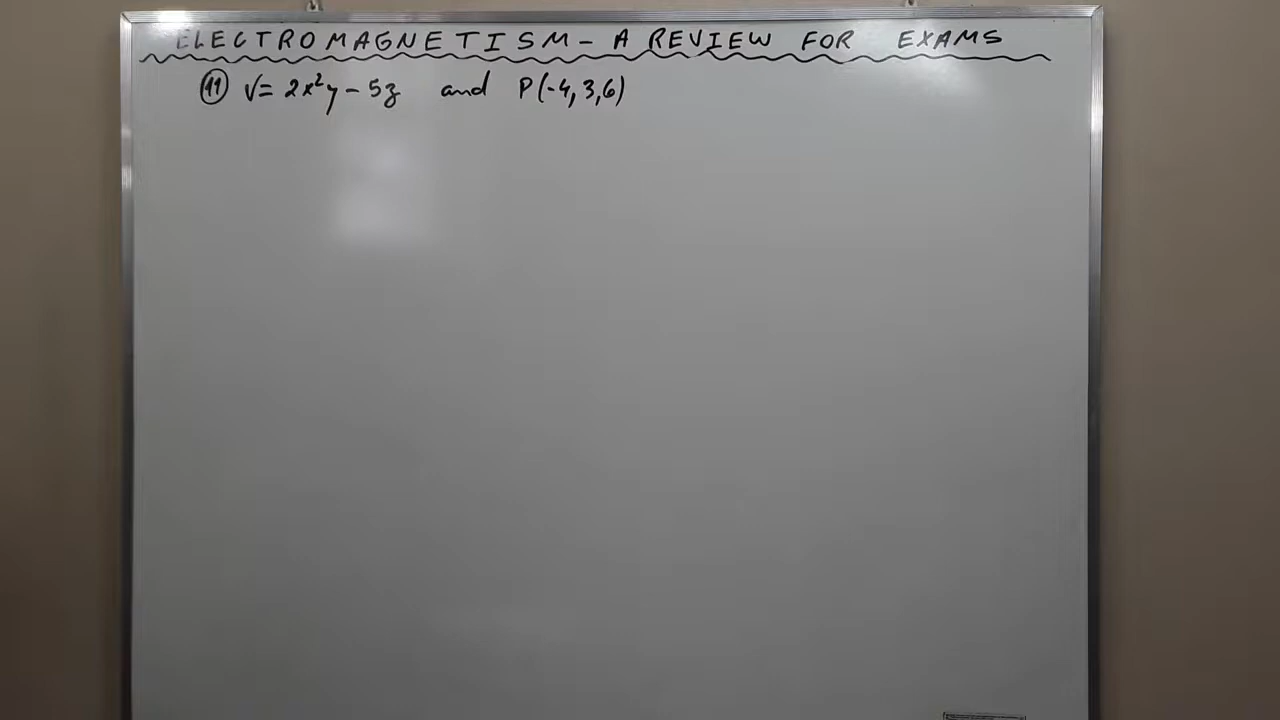 ELECTROMAGNETISM - A REVIEW FOR EXAMS
11 V = 2x²y - 5z and P(-4, 3, 6)